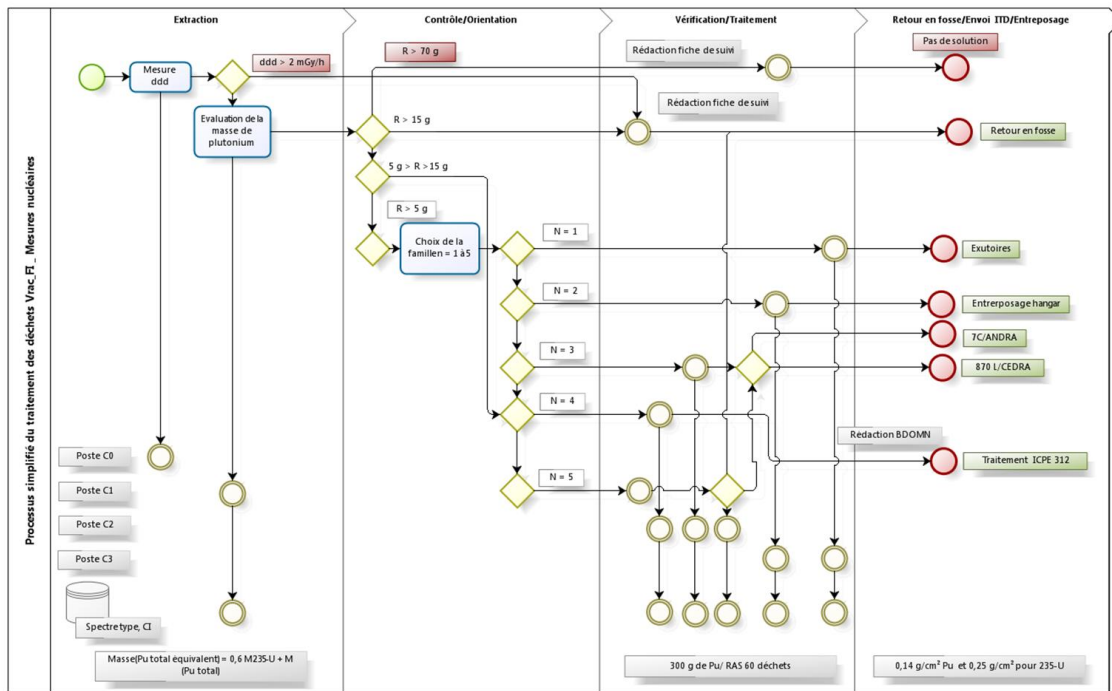 Processus simplifié du traitement des déchets Vrac_FI _ Mesures nucléaires
Extraction
Contrôle/Orientation
Vérification/Traitement
Retour en fosse/Envoi ITD/Entreposage
Mesure
ddd
ddd > 2 mGy/h
R > 70 g
Rédaction fiche de suivi
Pas de solution
Evaluation de la
masse de
plutonium
R > 15 g
Rédaction fiche de suivi
Retour en fosse
5 g > R >15 g
R > 5 g
Choix de la
famillen = 1 à5
N = 1
Exutoires
N = 2
Entrerposage hangar
7C/ANDRA
N = 3
870 L/CEDRA
N = 4
Rédaction BDOMN
Poste C0
Traitement ICPE 312
N = 5
Poste C1
Poste C2
Poste C3
Spectre type, CI
Masse(Pu total équivalent) = 0,6 M235-U + M
(Pu total)
300 g de Pu/ RAS 60 déchets
0,14 g/cm² Pu et 0,25 g/cm² pour 235-U